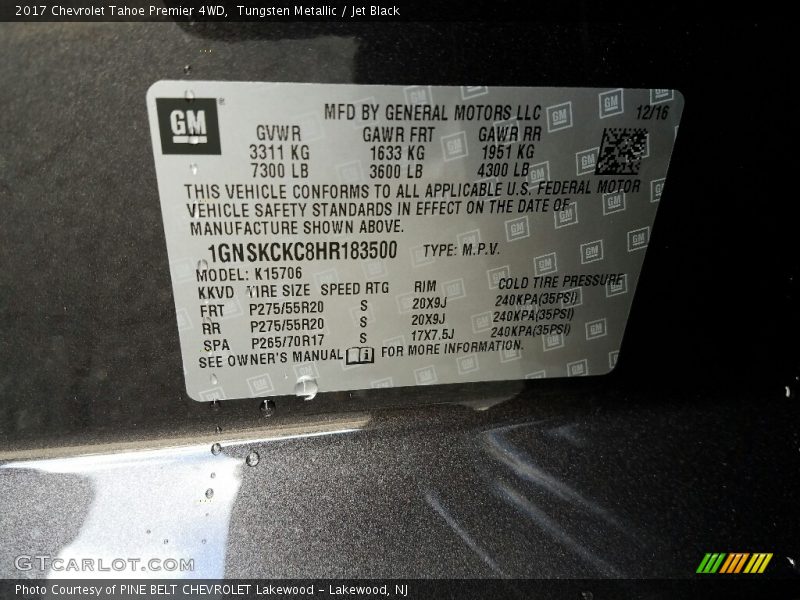 2017 Chevrolet Tahoe Premier 4WD,  Tungsten Metallic / Jet Black
GM
MFD BY GENERAL MOTORS LLC 12/16
GVWR GAWR FRT GAWR RR
3311 KG 1633 KG 1951 KG
7300 LB 3600 LB 4300 LB
THIS VEHICLE CONFORMS TO ALL APPLICABLE U.S. FEDERAL MOTOR
VEHICLE SAFETY STANDARDS IN EFFECT ON THE DATE OF
MANUFACTURE SHOWN ABOVE.
1GNSKCKC8HR183500 TYPE: M.P.V.
MODEL: K15706
KKVD TIRE SIZE SPEED RTG RIM COLD TIRE PRESSURE
FRT P275/55R20 S 20X9J 240KPA(35PSI)
RR P275/55R20 S 20X9J 240KPA(35PSI)
SPA P265/70R17 S 17X7.5J 240KPA(35PSI)
SEE OWNER'S MANUAL FOR MORE INFORMATION.
GTCARLOT.COM
Photo Courtesy of PINE BELT CHEVROLET Lakewood - Lakewood, NJ